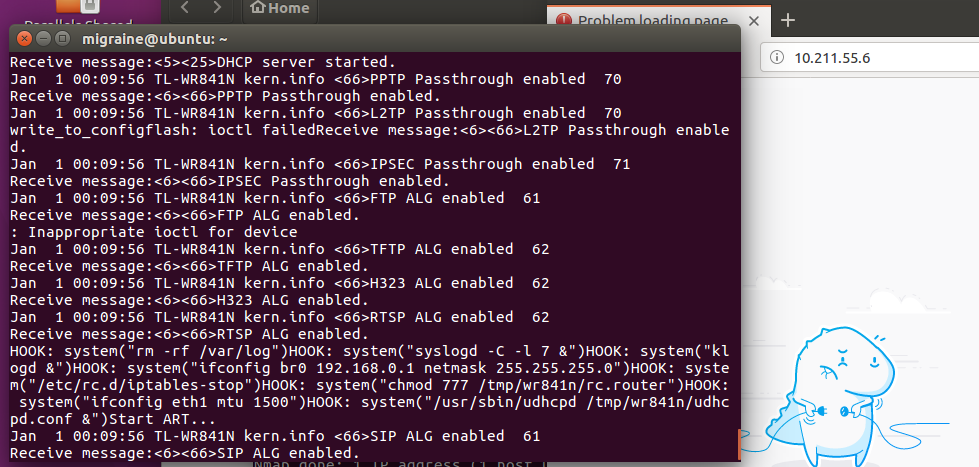 Parallels Shared
Home
Problem loading page
migraine@ubuntu: ~
10.211.55.6
Receive message:<5><25>DHCP server started.
Jan  1 00:09:56 TL-WR841N kern.info <66>PPTP Passthrough enabled  70
Receive message:<6><66>PPTP Passthrough enabled.
Jan  1 00:09:56 TL-WR841N kern.info <66>L2TP Passthrough enabled  70
write_to_configflash: ioctl failedReceive message:<6><66>L2TP Passthrough enable
d.
Jan  1 00:09:56 TL-WR841N kern.info <66>IPSEC Passthrough enabled  71
Receive message:<6><66>IPSEC Passthrough enabled.
Jan  1 00:09:56 TL-WR841N kern.info <66>FTP ALG enabled  61
Receive message:<6><66>FTP ALG enabled.
: Inappropriate ioctl for device
Jan  1 00:09:56 TL-WR841N kern.info <66>TFTP ALG enabled  62
Receive message:<6><66>TFTP ALG enabled.
Jan  1 00:09:56 TL-WR841N kern.info <66>H323 ALG enabled  62
Receive message:<6><66>H323 ALG enabled.
Jan  1 00:09:56 TL-WR841N kern.info <66>RTSP ALG enabled  62
Receive message:<6><66>RTSP ALG enabled.
HOOK: system("rm -rf /var/log")HOOK: system("syslogd -C -l 7 &")HOOK: system("kl
ogd &")HOOK: system("ifconfig br0 192.168.0.1 netmask 255.255.255.0")HOOK: syste
m("/etc/rc.d/iptables-stop")HOOK: system("chmod 777 /tmp/wr841n/rc.router")HOOK:
 system("ifconfig eth1 mtu 1500")HOOK: system("/usr/sbin/udhcpd /tmp/wr841n/udhc
pd.conf &")Start ART...
Jan  1 00:09:56 TL-WR841N kern.info <66>SIP ALG enabled  61
Receive message:<6><66>SIP ALG enabled.
Nmap done: 1 IP address (1 host